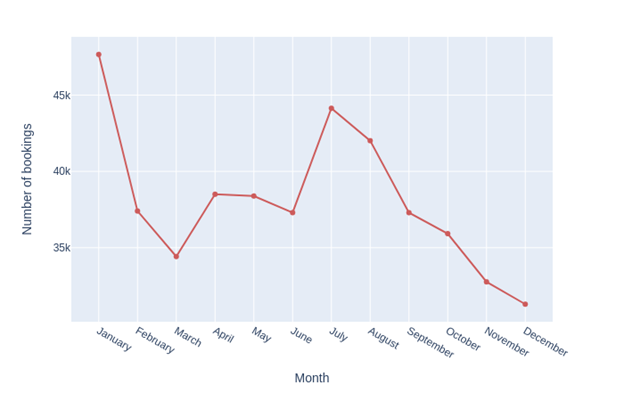 Number of bookings
45k
40k
35k
January
February
March
April
May
June
July
August
September
October
November
December
Month